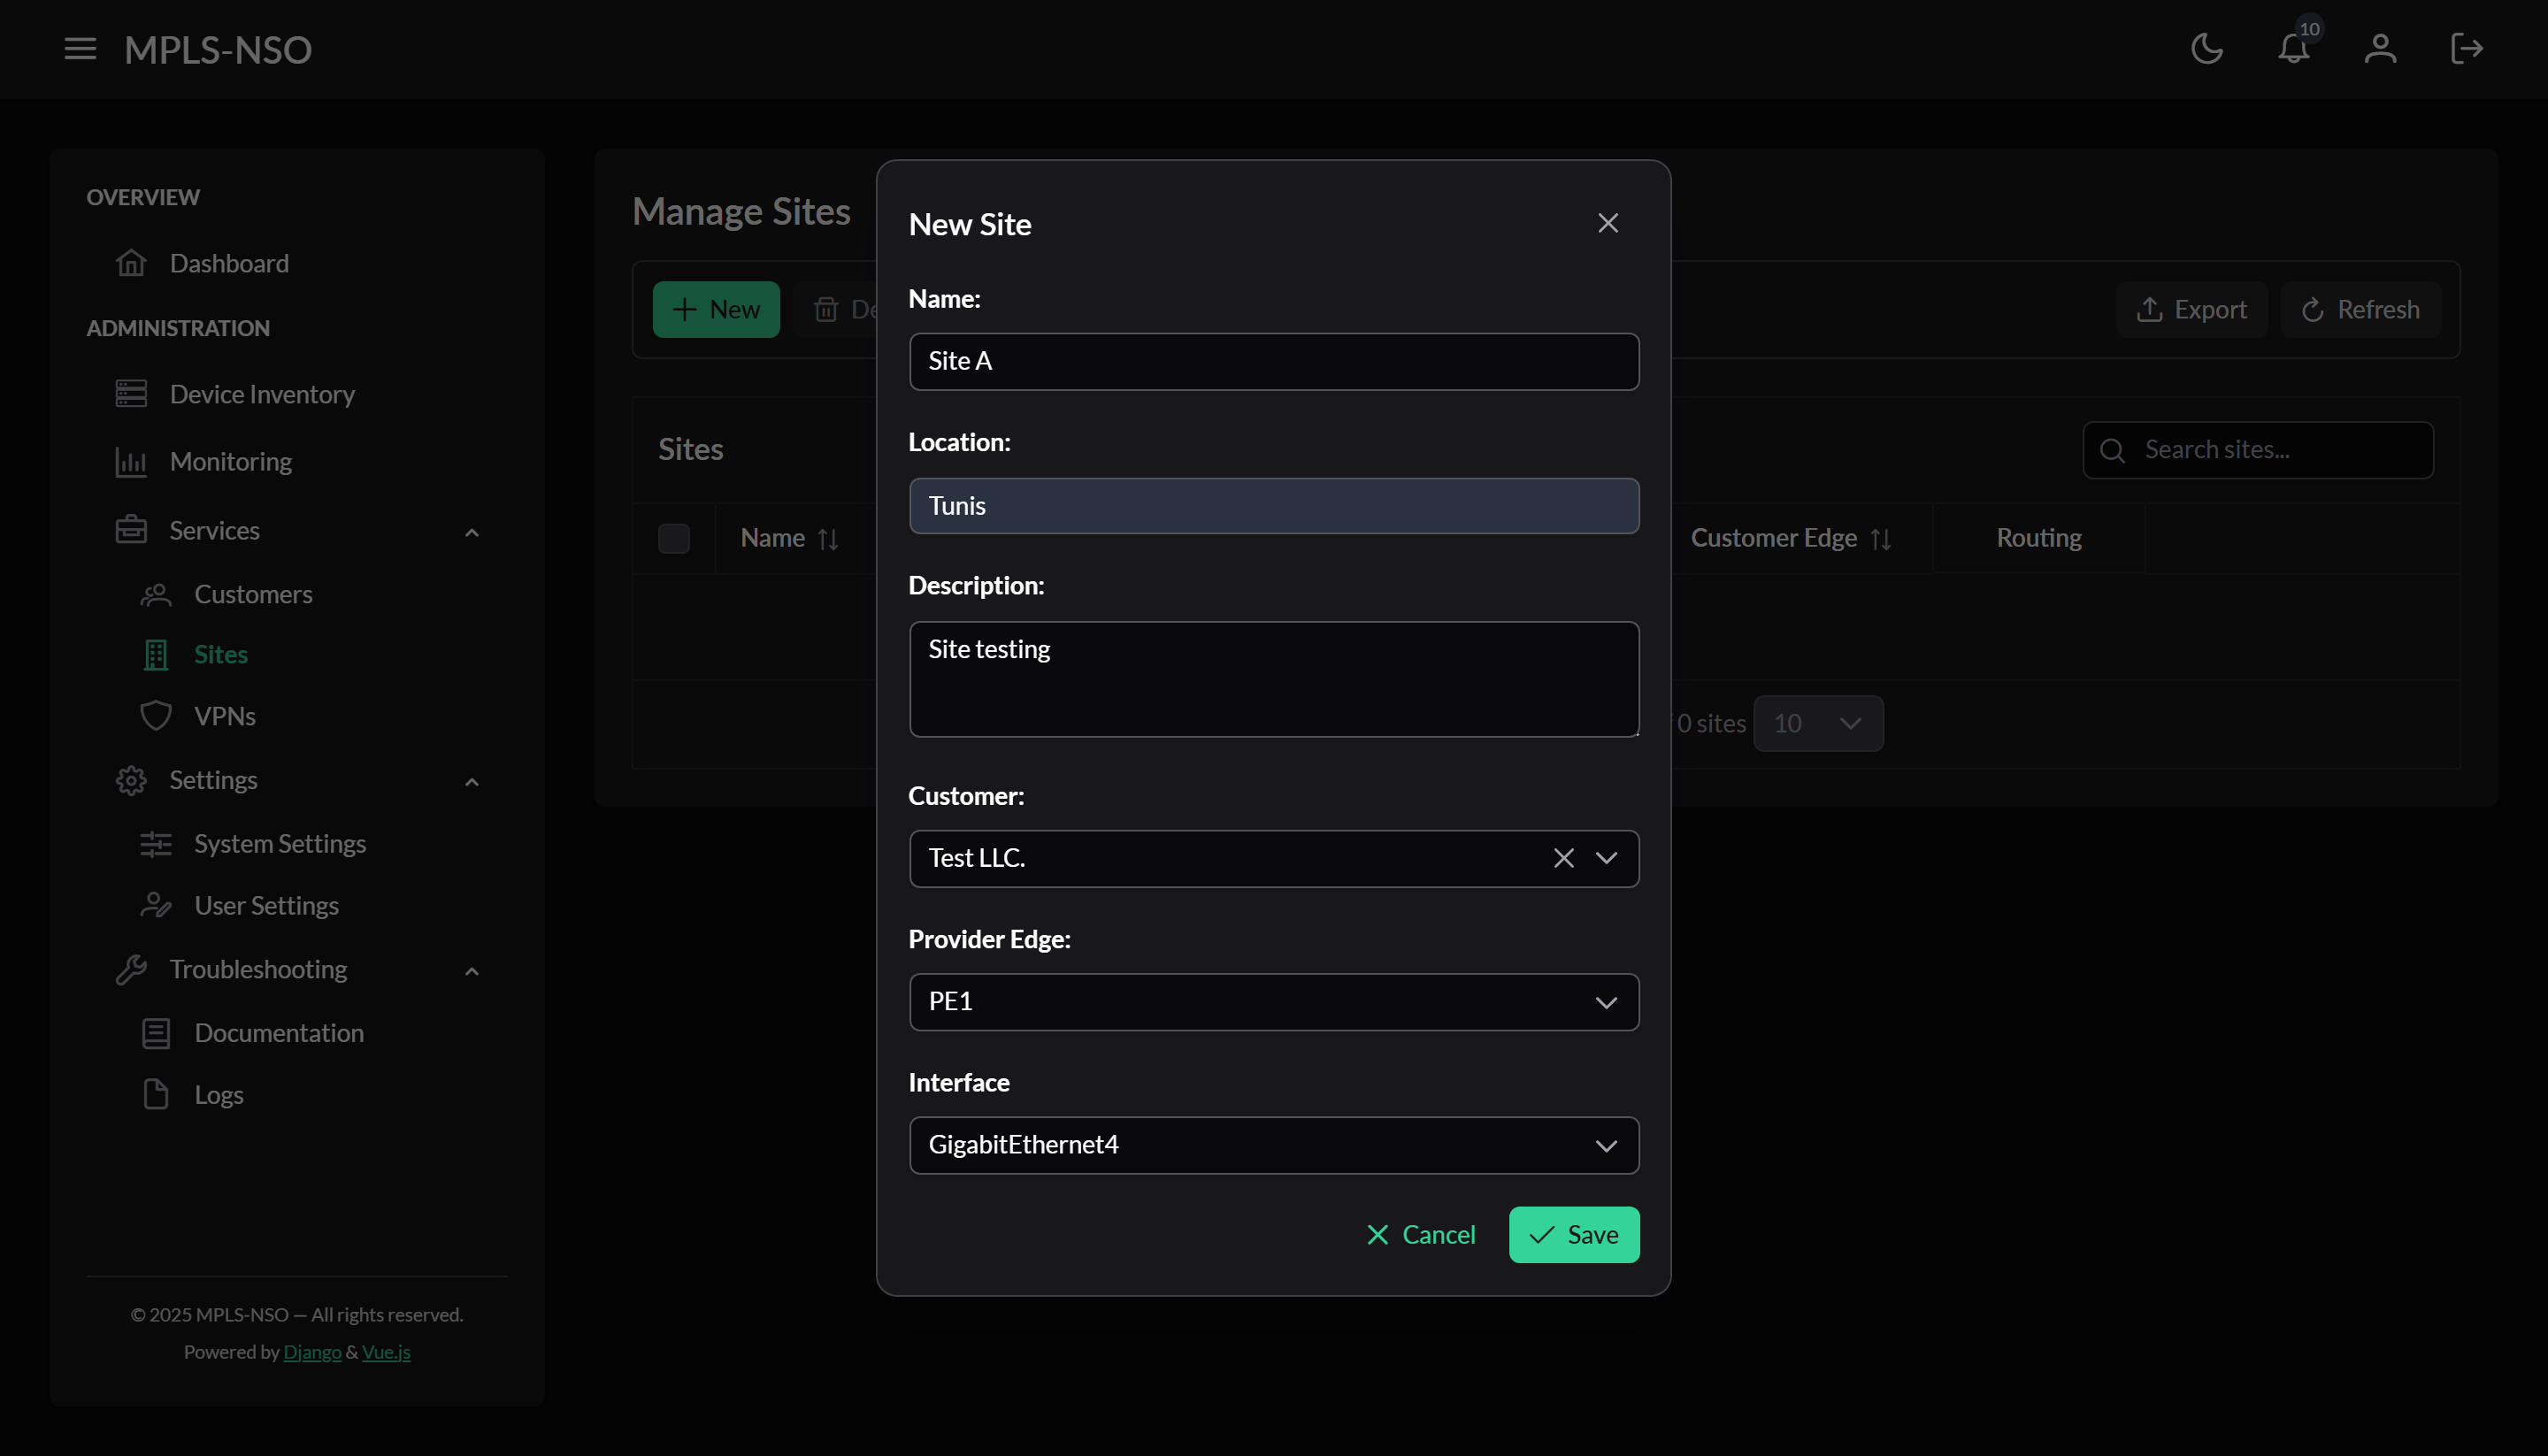 MPLS-NSO
10
OVERVIEW
Dashboard
ADMINISTRATION
Device Inventory
Monitoring
Services
Customers
Sites
VPNs
Settings
System Settings
User Settings
Troubleshooting
Documentation
Logs
© 2025 MPLS-NSO — All rights reserved.
Powered by Django & Vue.js
Manage Sites
New
De
Export
Refresh
Sites
Search sites...
Name
Customer Edge
Routing
0 sites
10
New Site
Name:
Site A
Location:
Tunis
Description:
Site testing
Customer:
Test LLC.
Provider Edge:
PE1
Interface
GigabitEthernet4
Cancel
Save